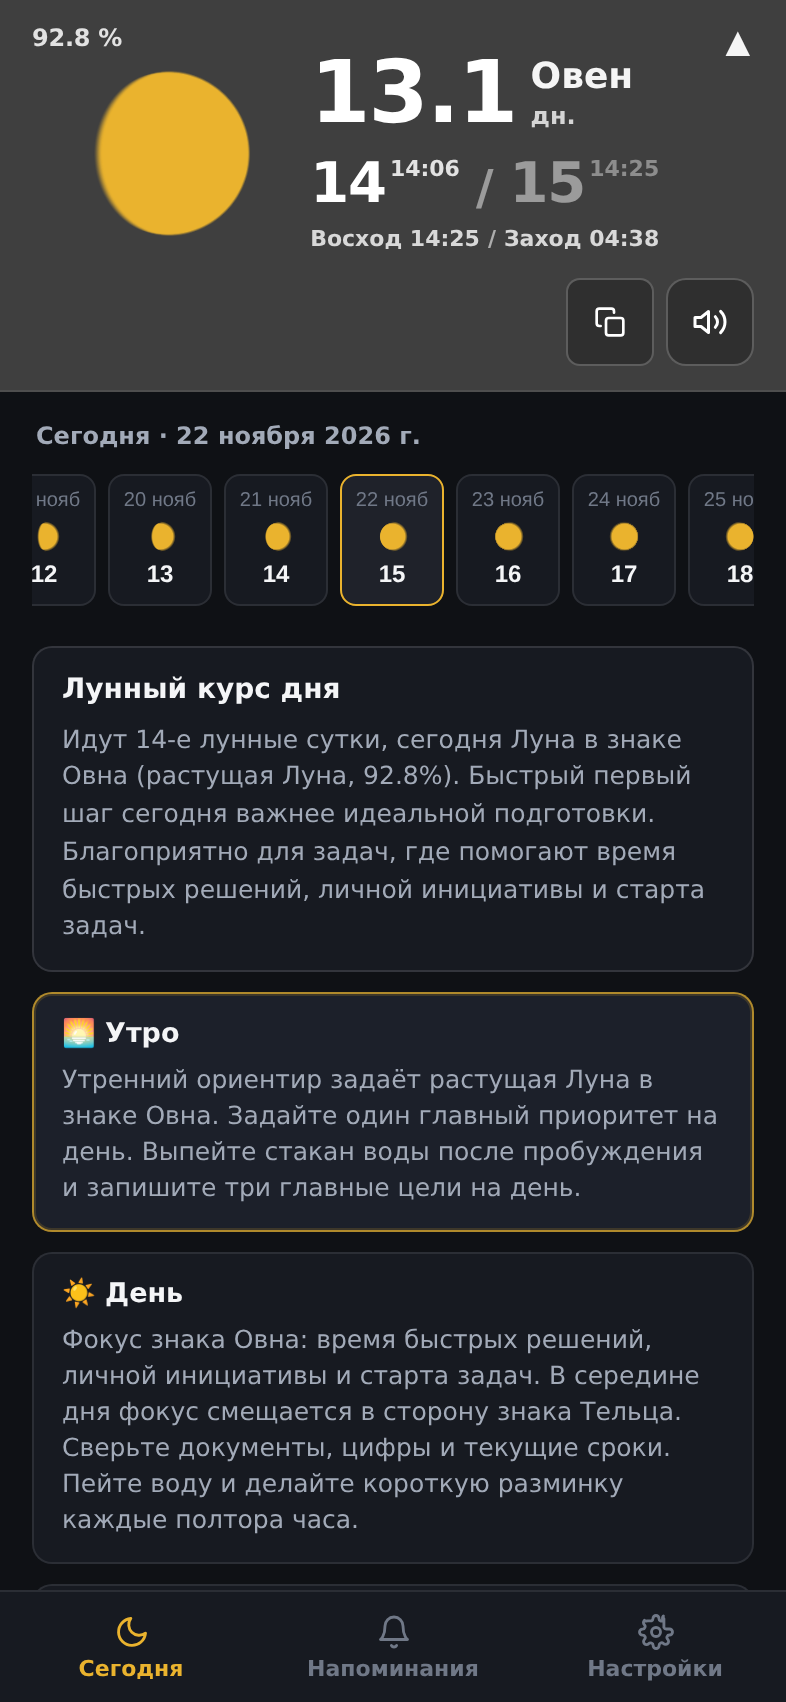 92.8 %
▲
13.1 Овен
дн.
14 14:06 / 15 14:25
Восход 14:25 / Заход 04:38
Сегодня · 22 ноября 2026 г.
нояб 20 нояб 21 нояб 22 нояб 23 нояб 24 нояб 25 но
12 13 14 15 16 17 18
Лунный курс дня
Идут 14-е лунные сутки, сегодня Луна в знаке
Овна (растущая Луна, 92.8%). Быстрый первый
шаг сегодня важнее идеальной подготовки.
Благоприятно для задач, где помогают время
быстрых решений, личной инициативы и старта
задач.
🌅 Утро
Утренний ориентир задаёт растущая Луна в
знаке Овна. Задайте один главный приоритет на
день. Выпейте стакан воды после пробуждения
и запишите три главные цели на день.
☀️ День
Фокус знака Овна: время быстрых решений,
личной инициативы и старта задач. В середине
дня фокус смещается в сторону знака Тельца.
Сверьте документы, цифры и текущие сроки.
Пейте воду и делайте короткую разминку
каждые полтора часа.
Сегодня Напоминания Настройки